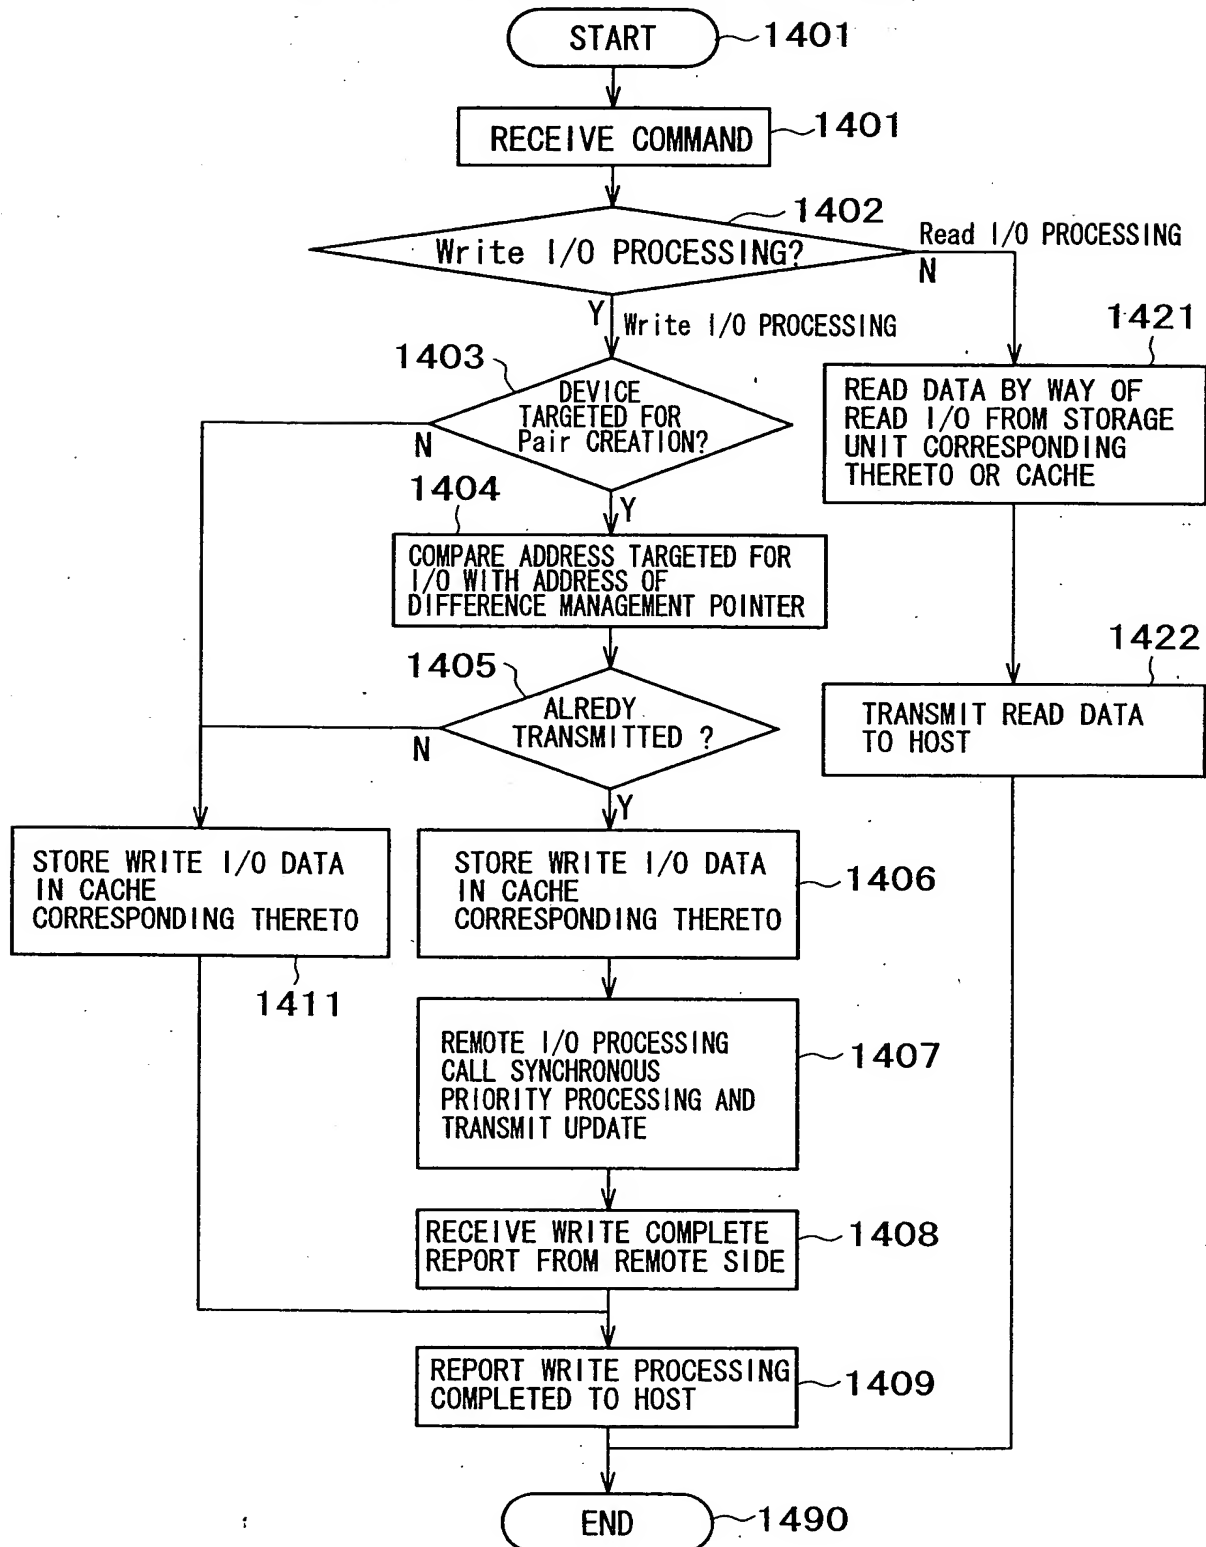 START
1401
RECEIVE COMMAND
1401
1402
Write I/O PROCESSING?
Read I/O PROCESSING
N
Y
Write I/O PROCESSING
1403
DEVICE
TARGETED FOR
Pair CREATION?
N
Y
1421
READ DATA BY WAY OF
READ I/O FROM STORAGE
UNIT CORRESPONDING
THERETO OR CACHE
1404
COMPARE ADDRESS TARGETED FOR
I/O WITH ADDRESS OF
DIFFERENCE MANAGEMENT POINTER
1405
ALREDY
TRANSMITTED ?
N
Y
1422
TRANSMIT READ DATA
TO HOST
STORE WRITE I/O DATA
IN CACHE
CORRESPONDING THERETO
1411
STORE WRITE I/O DATA
IN CACHE
CORRESPONDING THERETO
1406
REMOTE I/O PROCESSING
CALL SYNCHRONOUS
PRIORITY PROCESSING AND
TRANSMIT UPDATE
1407
RECEIVE WRITE COMPLETE
REPORT FROM REMOTE SIDE
1408
REPORT WRITE PROCESSING
COMPLETED TO HOST
1409
END
1490